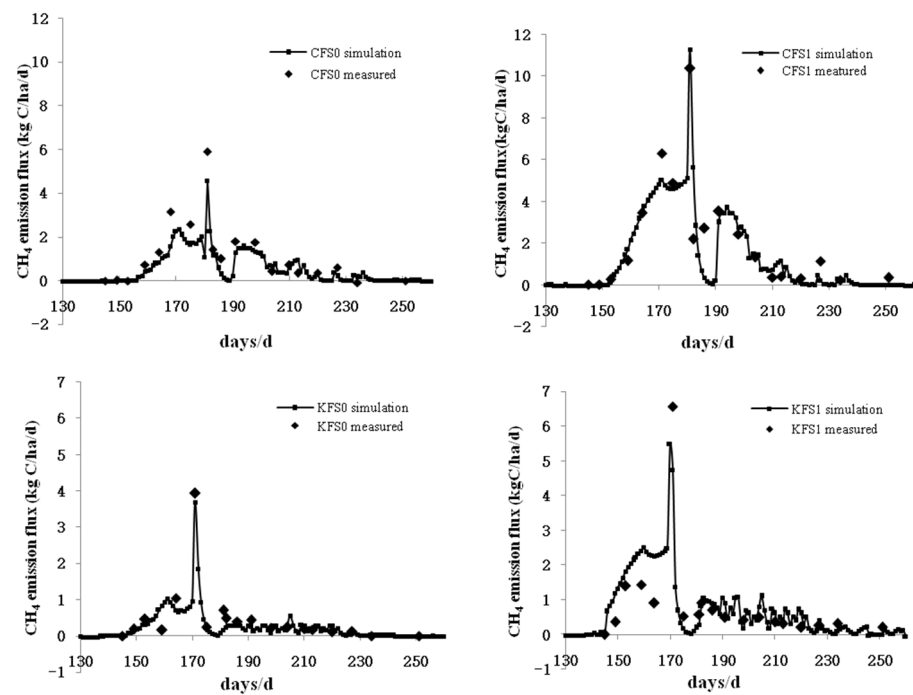 12
10
8
6
4
2
0
−2
130 150 170 190 210 230 250
CH4 emission flux (kg C/ha/d)
days/d
CFS0 simulation
CFS0 measured
12
10
8
6
4
2
0
−2
130 150 170 190 210 230 250
CH4 emission flux(kgC/ha/d)
days/d
CFS1 simulation
CFS1 meatured
7
6
5
4
3
2
1
0
−1
130 150 170 190 210 230 250
CH4 emission flux (kg C/ha/d)
days/d
KFS0 simulation
KFS0 measured
7
6
5
4
3
2
1
0
−1
130 150 170 190 210 230 250
CH4 emission flux (kgC/ha/d)
days/d
KFS1 simulation
KFS1 measured